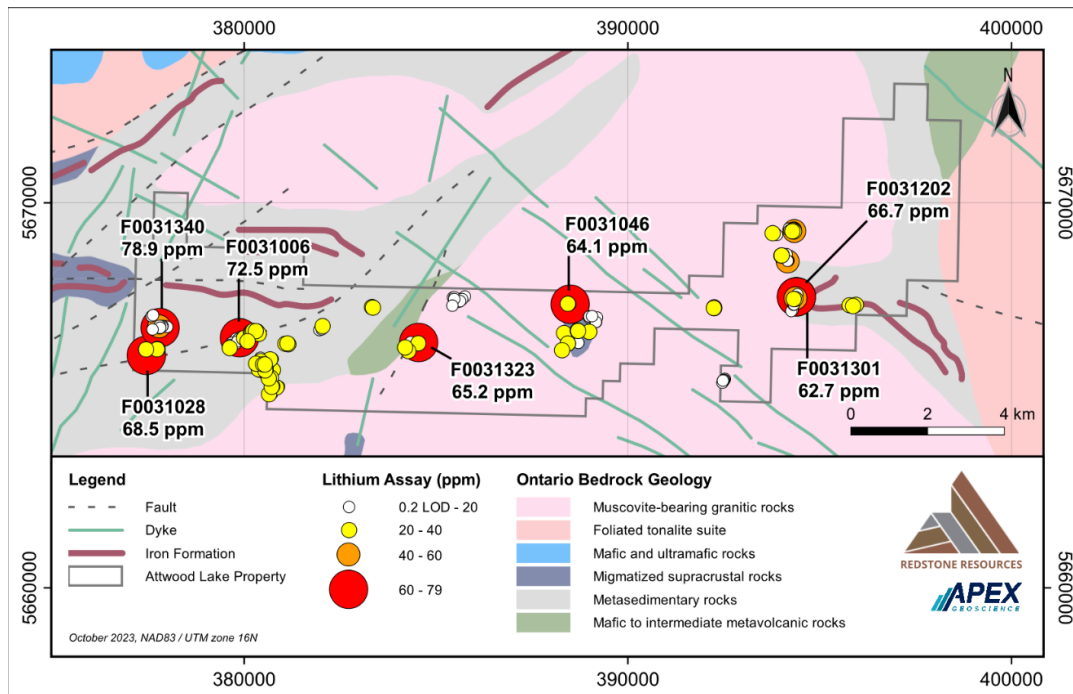 380000
390000
400000
N
5670000
5670000
F0031340
78.9 ppm
F0031006
72.5 ppm
F0031046
64.1 ppm
F0031202
66.7 ppm
F0031028
68.5 ppm
F0031323
65.2 ppm
F0031301
62.7 ppm
0 2 4 km
Legend
Fault
Dyke
Iron Formation
Attwood Lake Property
October 2023, NAD83 / UTM zone 16N
Lithium Assay (ppm)
0.2 LOD - 20
20 - 40
40 - 60
60 - 79
Ontario Bedrock Geology
Muscovite-bearing granitic rocks
Foliated tonalite suite
Mafic and ultramafic rocks
Migmatized supracrustal rocks
Metasedimentary rocks
Mafic to intermediate metavolcanic rocks
REDSTONE RESOURCES
APEX
GEOSCIENCE
5660000
5660000
380000
390000
400000